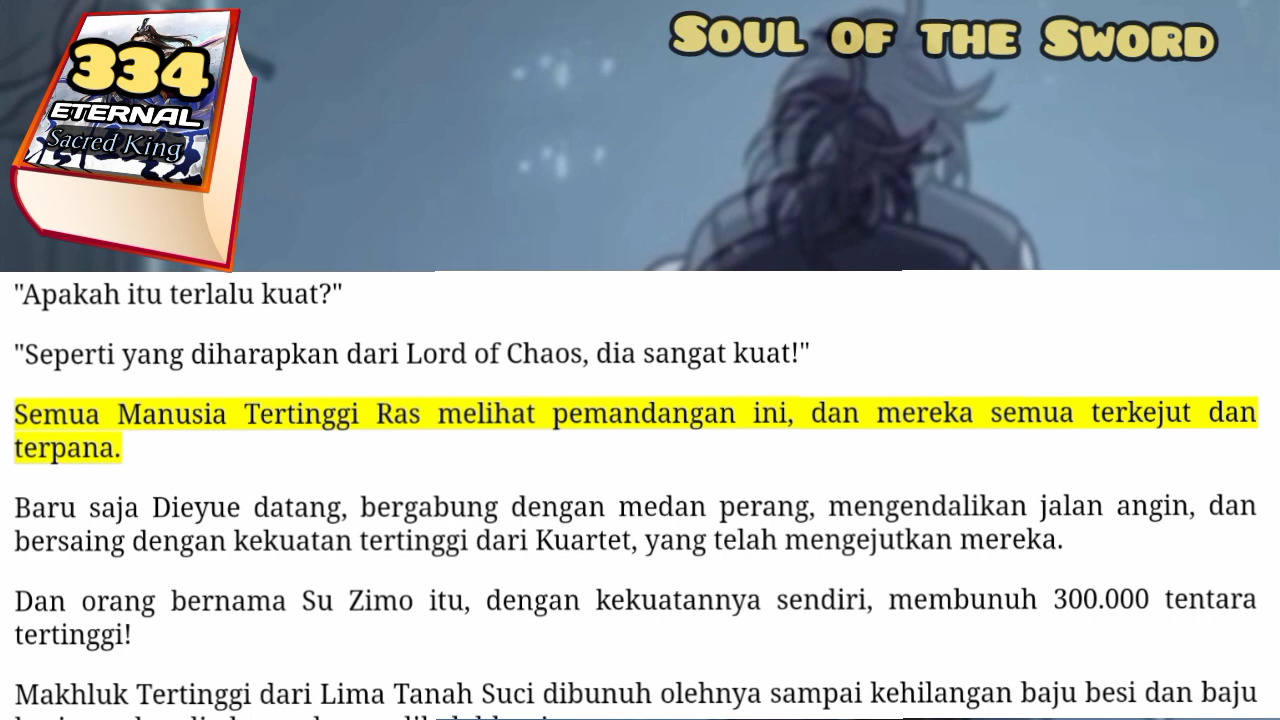 SOUL OF THE SWORD
334
ETERNAL
Sacred King
"Apakah itu terlalu kuat?"
"Seperti yang diharapkan dari Lord of Chaos, dia sangat kuat!"
Semua Manusia Tertinggi Ras melihat pemandangan ini, dan mereka semua terkejut dan
terpana.
Baru saja Dieyue datang, bergabung dengan medan perang, mengendalikan jalan angin, dan
bersaing dengan kekuatan tertinggi dari Kuartet, yang telah mengejutkan mereka.
Dan orang bernama Su Zimo itu, dengan kekuatannya sendiri, membunuh 300.000 tentara
tertinggi!
Makhluk Tertinggi dari Lima Tanah Suci dibunuh olehnya sampai kehilangan baju besi dan baju